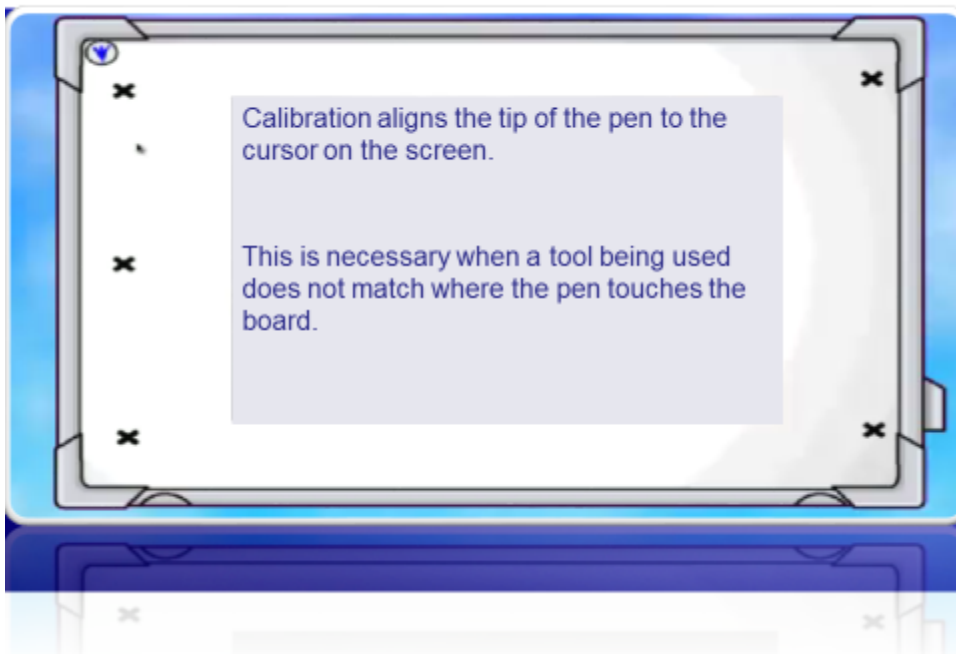 Calibration aligns the tip of the pen to the
cursor on the screen.
This is necessary when a tool being used
does not match where the pen touches the
board.